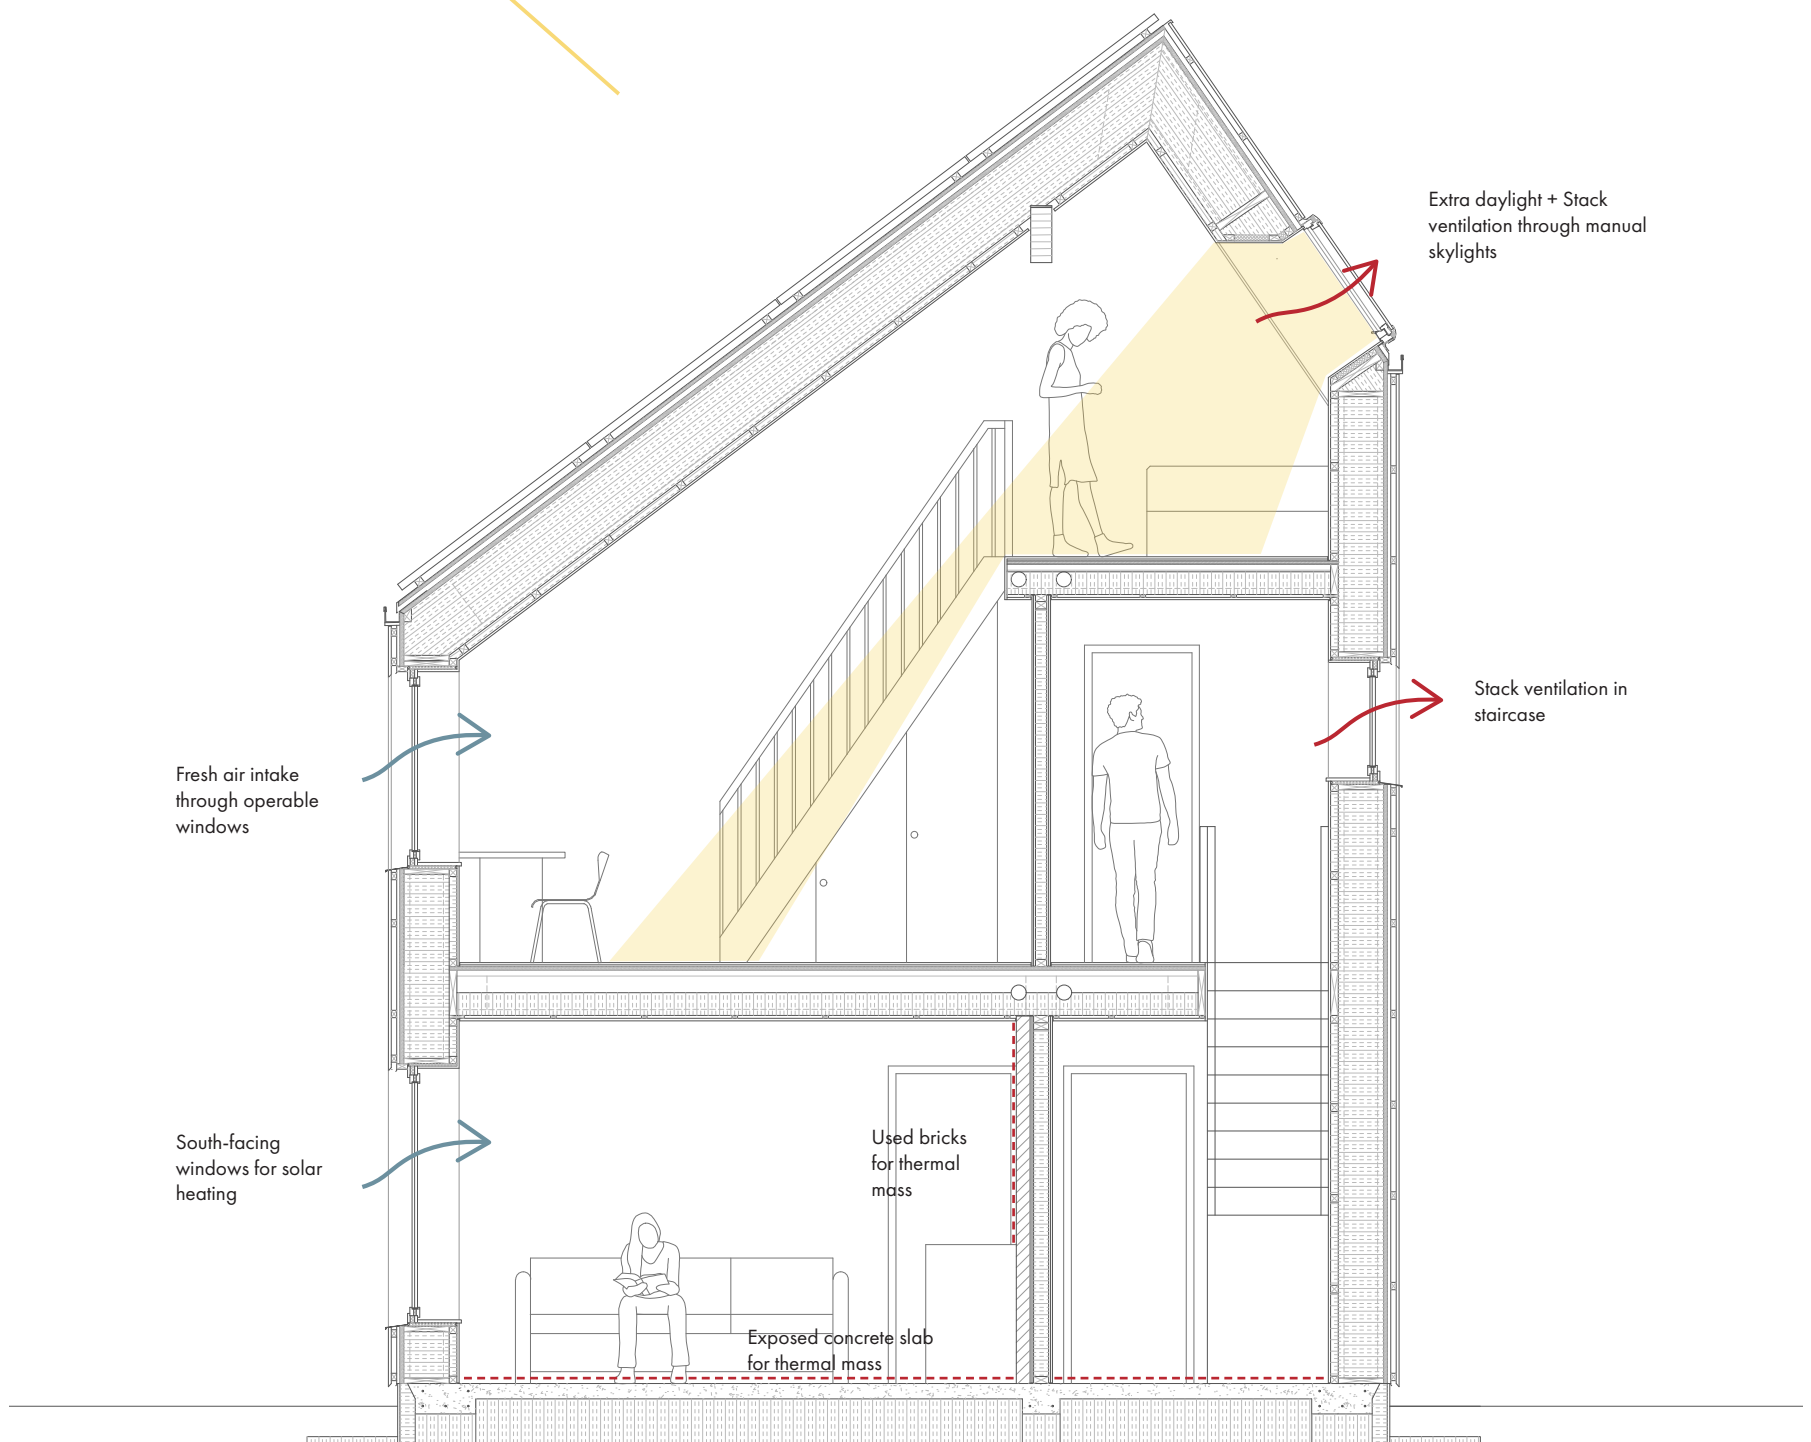 Extra daylight + Stack
ventilation through manual
skylights
Stack ventilation in
staircase
Fresh air intake
through operable
windows
South-facing
windows for solar
heating
Used bricks
for thermal
mass
Exposed concrete slab
for thermal mass